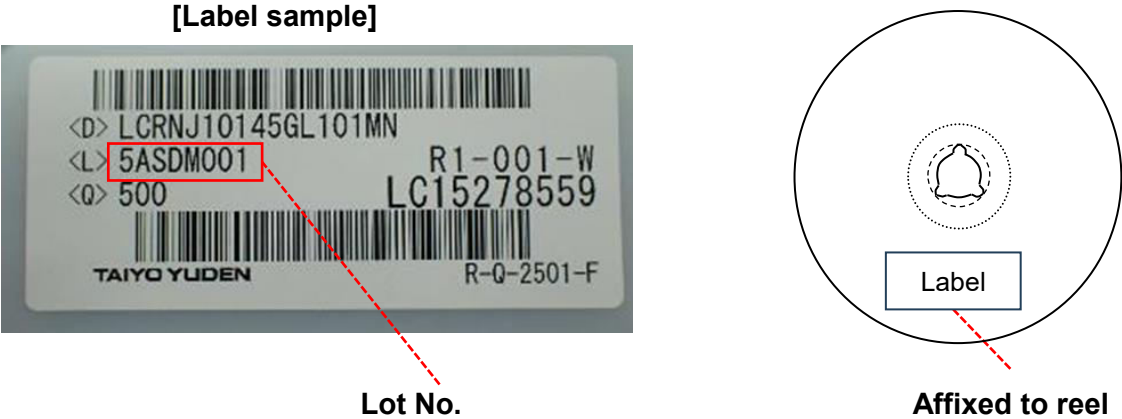 [Label sample]
<D> LCRNJ10145GL101MN
<L> 5ASDM001
R1-001-W
<Q> 500
LC15278559
TAIYO YUDEN
R-Q-2501-F
Lot No.
Label
Affixed to reel